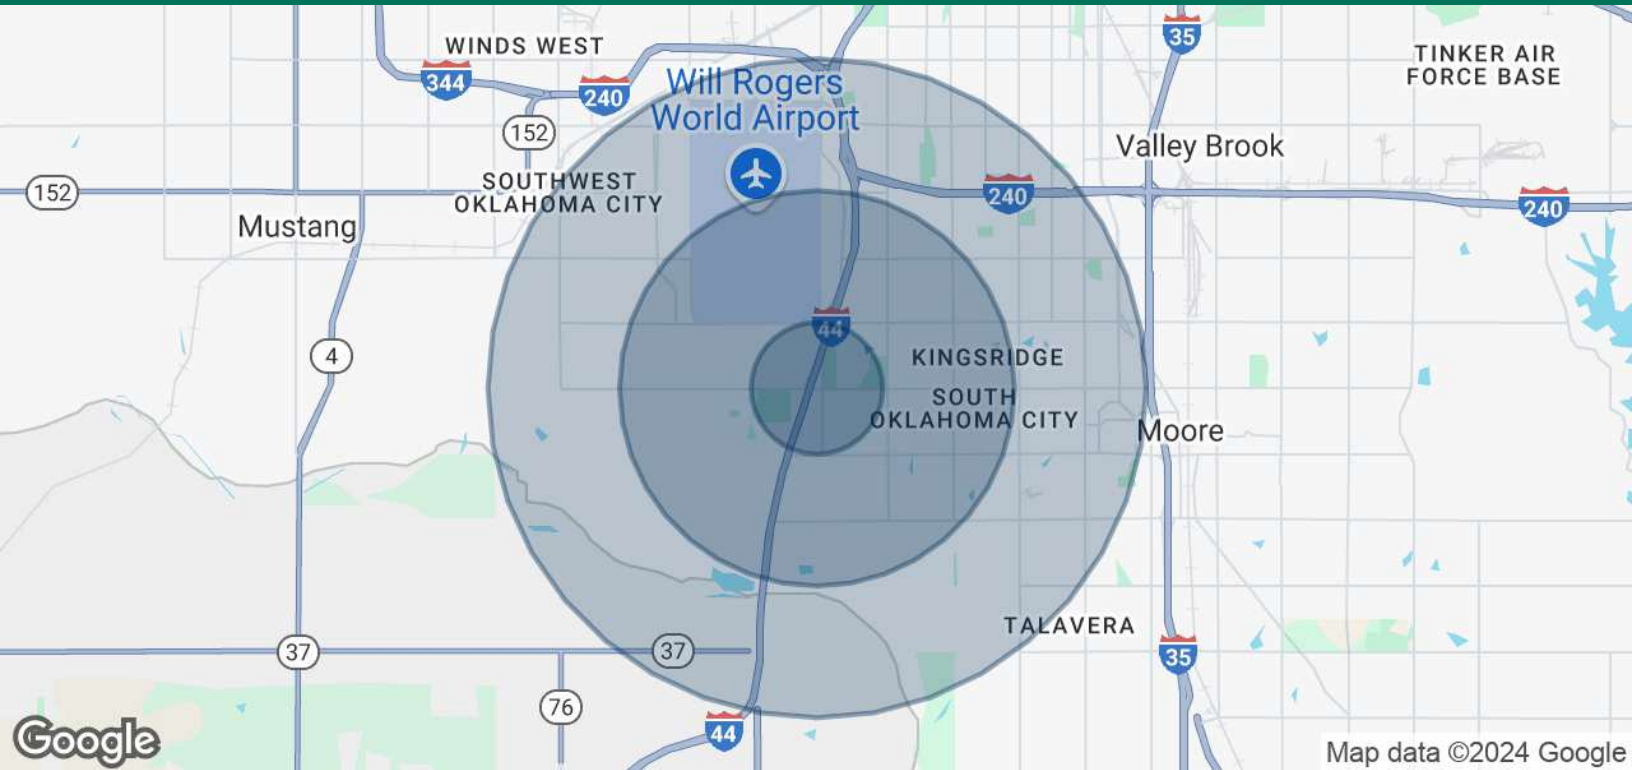 35
WINDS WEST
TINKER AIR
FORCE BASE
344
240
Will Rogers
World Airport
152
Valley Brook
152
SOUTHWEST
OKLAHOMA CITY
240
240
Mustang
44
4
KINGSRIDGE
SOUTH
OKLAHOMA CITY
Moore
TALAVERA
37
37
35
76
44
Google
Map data ©2024 Google